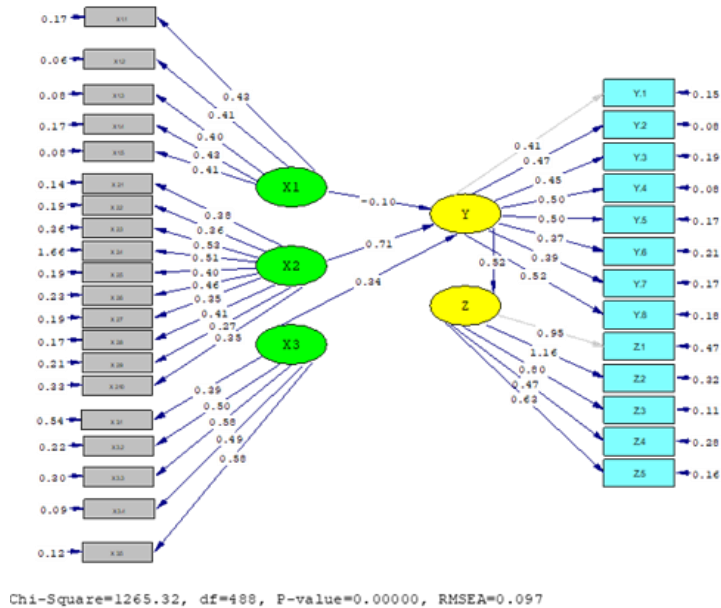 0.17 X11
0.06 X12
0.08 X13
0.17 X14
0.08 X15
0.14 X21
0.19 X22
0.36 X23
1.66 X24
0.19 X25
0.23 X26
0.19 X27
0.17 X28
0.21 X29
0.33 X210
0.54 X31
0.22 X32
0.30 X33
0.09 X34
0.12 X35
0.43
0.41
0.40
0.43
0.41
X1
0.38
0.36
0.53
0.51
0.40
0.46
0.35
0.41
0.27
0.35
X2
X3
0.39
0.50
0.58
0.49
0.58
-0.10
0.71
0.34
Y
0.52
Z
0.41
0.47
0.45
0.50
0.50
0.37
0.39
0.52
0.95
1.16
0.80
0.47
0.63
Y.1 0.15
Y.2 0.08
Y.3 0.19
Y.4 0.08
Y.5 0.17
Y.6 0.21
Y.7 0.17
Y.8 0.18
Z1 0.47
Z2 0.32
Z3 0.11
Z4 0.28
Z.5 0.16
Chi-Square=1265.32, df=488, P-value=0.00000, RMSEA=0.097